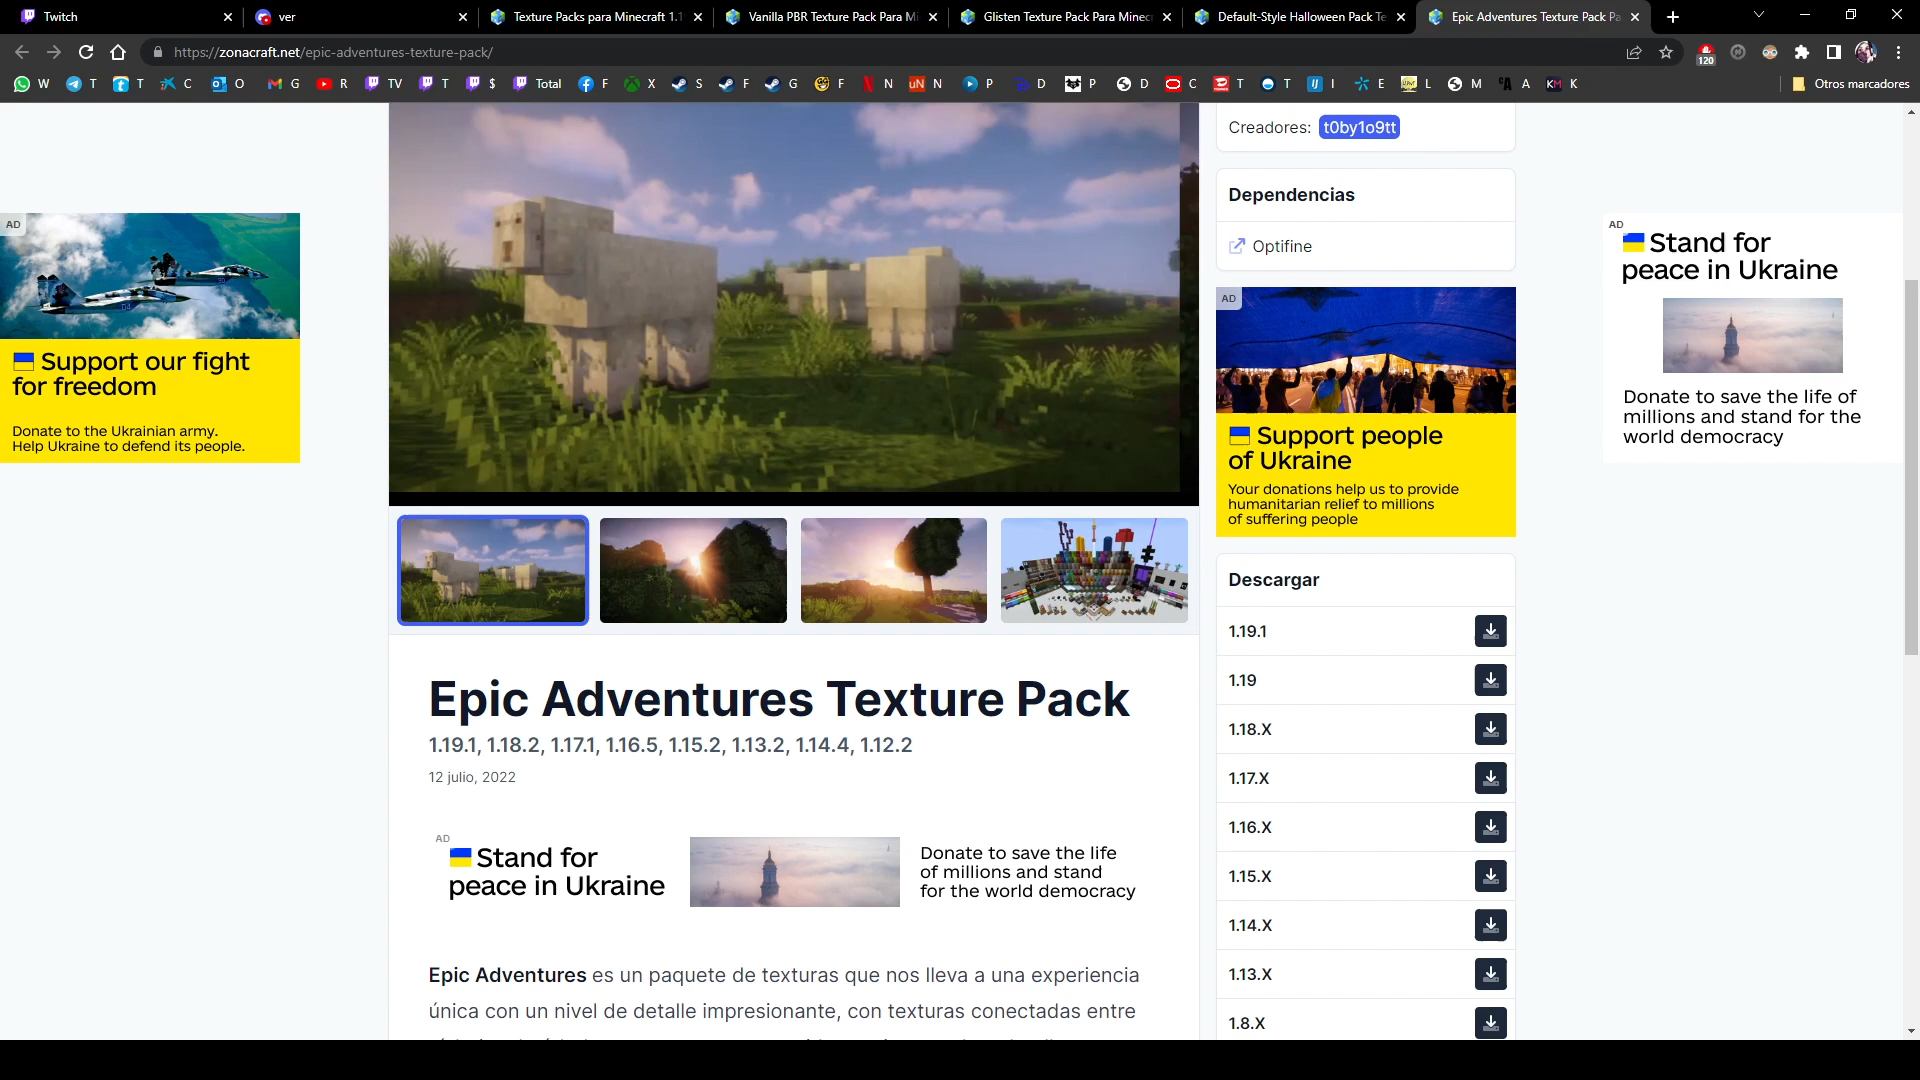 Twitch
ver
Texture Packs para Minecraft 1.1
Vanilla PBR Texture Pack Para Mi
Glisten Texture Pack Para Minec
Default-Style Halloween Pack Te
Epic Adventures Texture Pack Pa
https://zonacraft.net/epic-adventures-texture-pack/
120
W T T C O G R TV T $ Total F X S F G F N N P D P D C T T I E L M A K
Otros marcadores
Creadores: t0by1o9tt
Dependencias
Optifine
AD
Support our fight
for freedom
Donate to the Ukrainian army.
Help Ukraine to defend its people.
AD
Support people
of Ukraine
Your donations help us to provide
humanitarian relief to millions
of suffering people
AD
Stand for
peace in Ukraine
Donate to save the life of
millions and stand for the
world democracy
Descargar
1.19.1
1.19
1.18.X
1.17.X
1.16.X
1.15.X
1.14.X
1.13.X
1.8.X
Epic Adventures Texture Pack
1.19.1, 1.18.2, 1.17.1, 1.16.5, 1.15.2, 1.13.2, 1.14.4, 1.12.2
12 julio, 2022
AD
Stand for
peace in Ukraine
Donate to save the life
of millions and stand
for the world democracy
Epic Adventures es un paquete de texturas que nos lleva a una experiencia
única con un nivel de detalle impresionante, con texturas conectadas entre